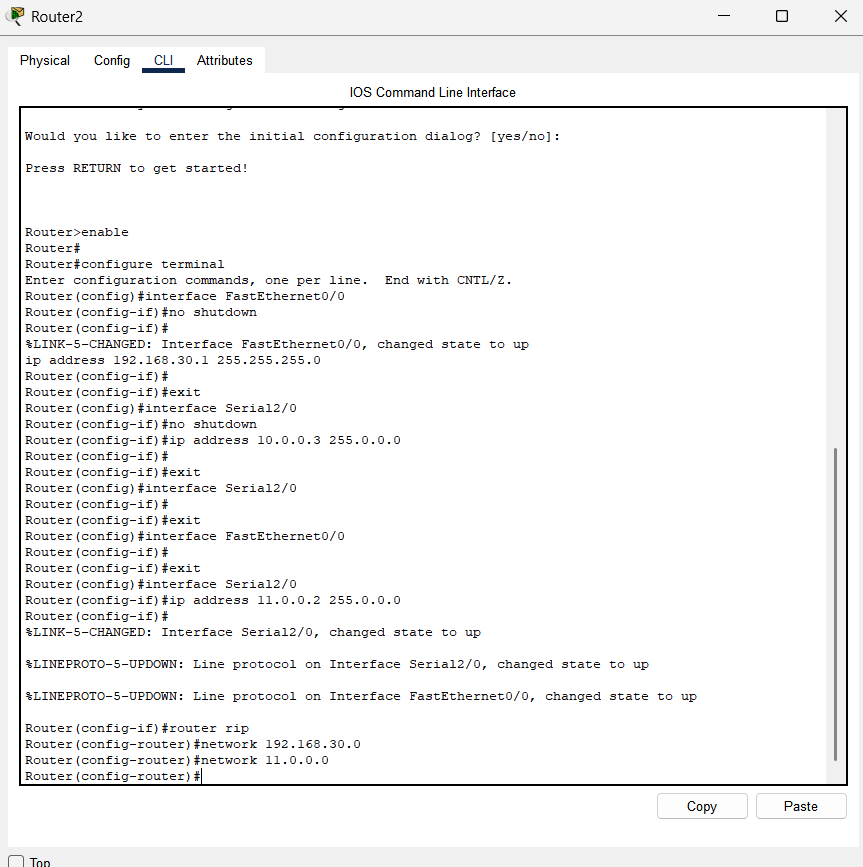 Router2
Physical Config CLI Attributes
IOS Command Line Interface
Would you like to enter the initial configuration dialog? [yes/no]:
Press RETURN to get started!
Router>enable
Router#
Router#configure terminal
Enter configuration commands, one per line.  End with CNTL/Z.
Router(config)#interface FastEthernet0/0
Router(config-if)#no shutdown
Router(config-if)#
%LINK-5-CHANGED: Interface FastEthernet0/0, changed state to up
ip address 192.168.30.1 255.255.255.0
Router(config-if)#
Router(config-if)#exit
Router(config)#interface Serial2/0
Router(config-if)#no shutdown
Router(config-if)#ip address 10.0.0.3 255.0.0.0
Router(config-if)#
Router(config-if)#exit
Router(config)#interface Serial2/0
Router(config-if)#
Router(config-if)#exit
Router(config)#interface FastEthernet0/0
Router(config-if)#
Router(config-if)#exit
Router(config)#interface Serial2/0
Router(config-if)#ip address 11.0.0.2 255.0.0.0
Router(config-if)#
%LINK-5-CHANGED: Interface Serial2/0, changed state to up
%LINEPROTO-5-UPDOWN: Line protocol on Interface Serial2/0, changed state to up
%LINEPROTO-5-UPDOWN: Line protocol on Interface FastEthernet0/0, changed state to up
Router(config-if)#router rip
Router(config-router)#network 192.168.30.0
Router(config-router)#network 11.0.0.0
Router(config-router)#
Copy Paste
Top